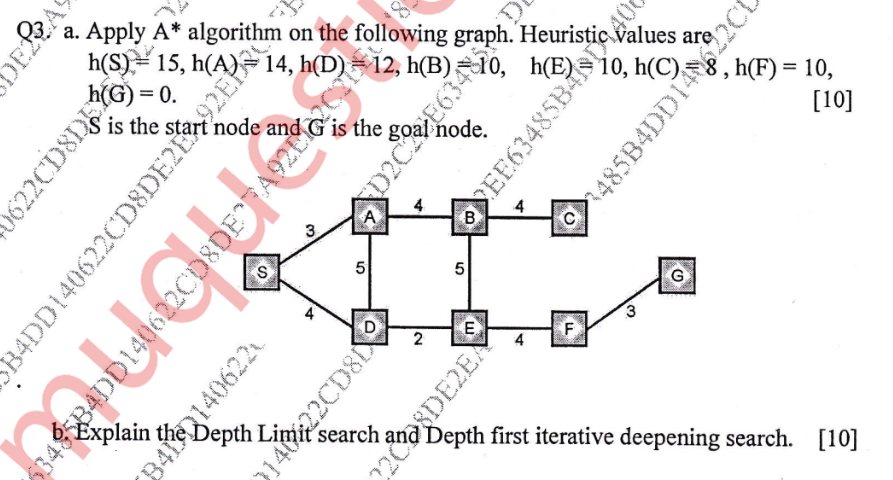 Q3. a. Apply A* algorithm on the following graph. Heuristic values are
h(S) = 15, h(A) = 14, h(D) = 12, h(B) = 10, h(E) = 10, h(C) = 8 , h(F) = 10,
h(G) = 0. [10]
S is the start node and G is the goal node.
A 4 B 4 C
3
S 5 5 G
4 3
D 2 E 4 F
b. Explain the Depth Limit search and Depth first iterative deepening search. [10]
muquestio